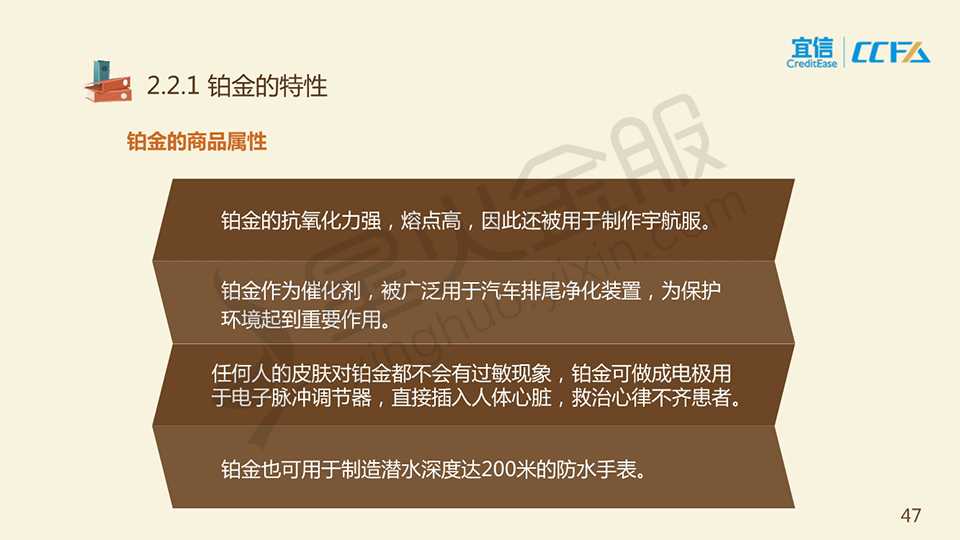 宜信
CreditEase
CCFA
2.2.1 铂金的特性
铂金的商品属性
铂金的抗氧化力强，熔点高，因此还被用于制作宇航服。
铂金作为催化剂，被广泛用于汽车排尾净化装置，为保护
环境起到重要作用。
任何人的皮肤对铂金都不会有过敏现象，铂金可做成电极用
于电子脉冲调节器，直接插入人体心脏，救治心律不齐患者。
铂金也可用于制造潜水深度达200米的防水手表。
星火金服
xinghuoyixin.com
47